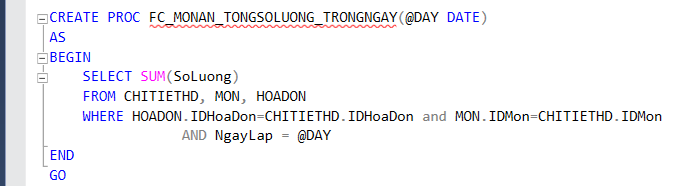 CREATE PROC FC_MONAN_TONGSOLUONG_TRONGNGAY(@DAY DATE)
AS
BEGIN
SELECT SUM(SoLuong)
FROM CHITIETHD, MON, HOADON
WHERE HOADON.IDHoaDon=CHITIETHD.IDHoaDon and MON.IDMon=CHITIETHD.IDMon
AND NgayLap = @DAY
END
GO